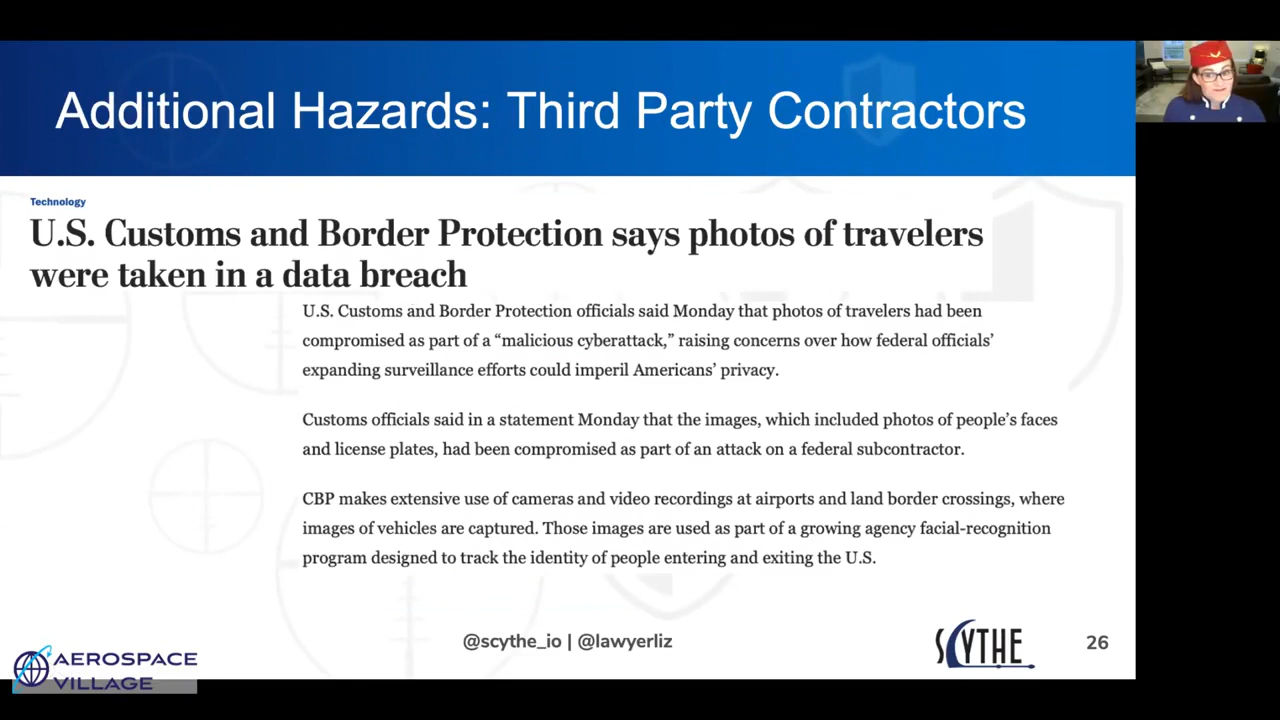 Additional Hazards: Third Party Contractors
Technology
U.S. Customs and Border Protection says photos of travelers
were taken in a data breach
U.S. Customs and Border Protection officials said Monday that photos of travelers had been
compromised as part of a “malicious cyberattack,” raising concerns over how federal officials’
expanding surveillance efforts could imperil Americans’ privacy.
Customs officials said in a statement Monday that the images, which included photos of people’s faces
and license plates, had been compromised as part of an attack on a federal subcontractor.
CBP makes extensive use of cameras and video recordings at airports and land border crossings, where
images of vehicles are captured. Those images are used as part of a growing agency facial-recognition
program designed to track the identity of people entering and exiting the U.S.
@scythe_io | @lawyerliz
SCYTHE
26
AEROSPACE
VILLAGE